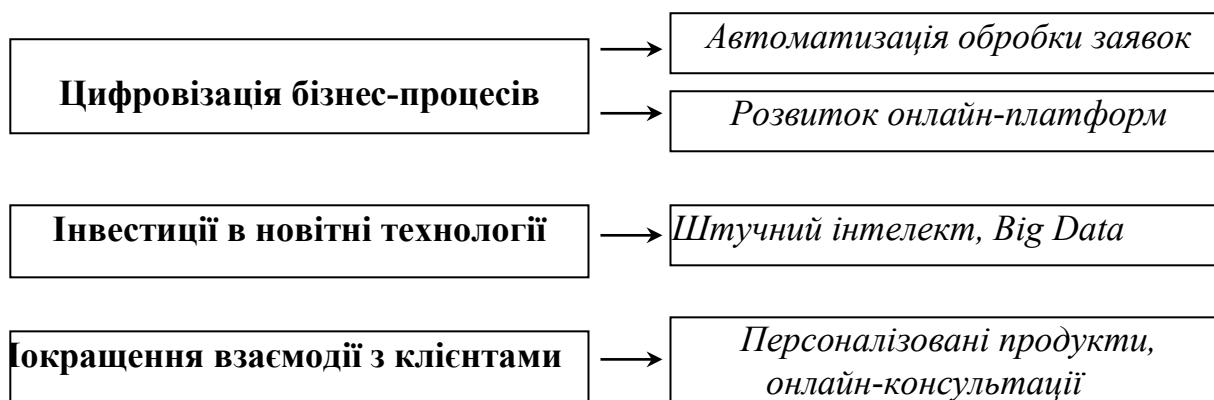 Цифровізація бізнес-процесів
Автоматизація обробки заявок
Розвиток онлайн-платформ
Інвестиції в новітні технології
Штучний інтелект, Big Data
Покращення взаємодії з клієнтами
Персоналізовані продукти,
онлайн-консультації